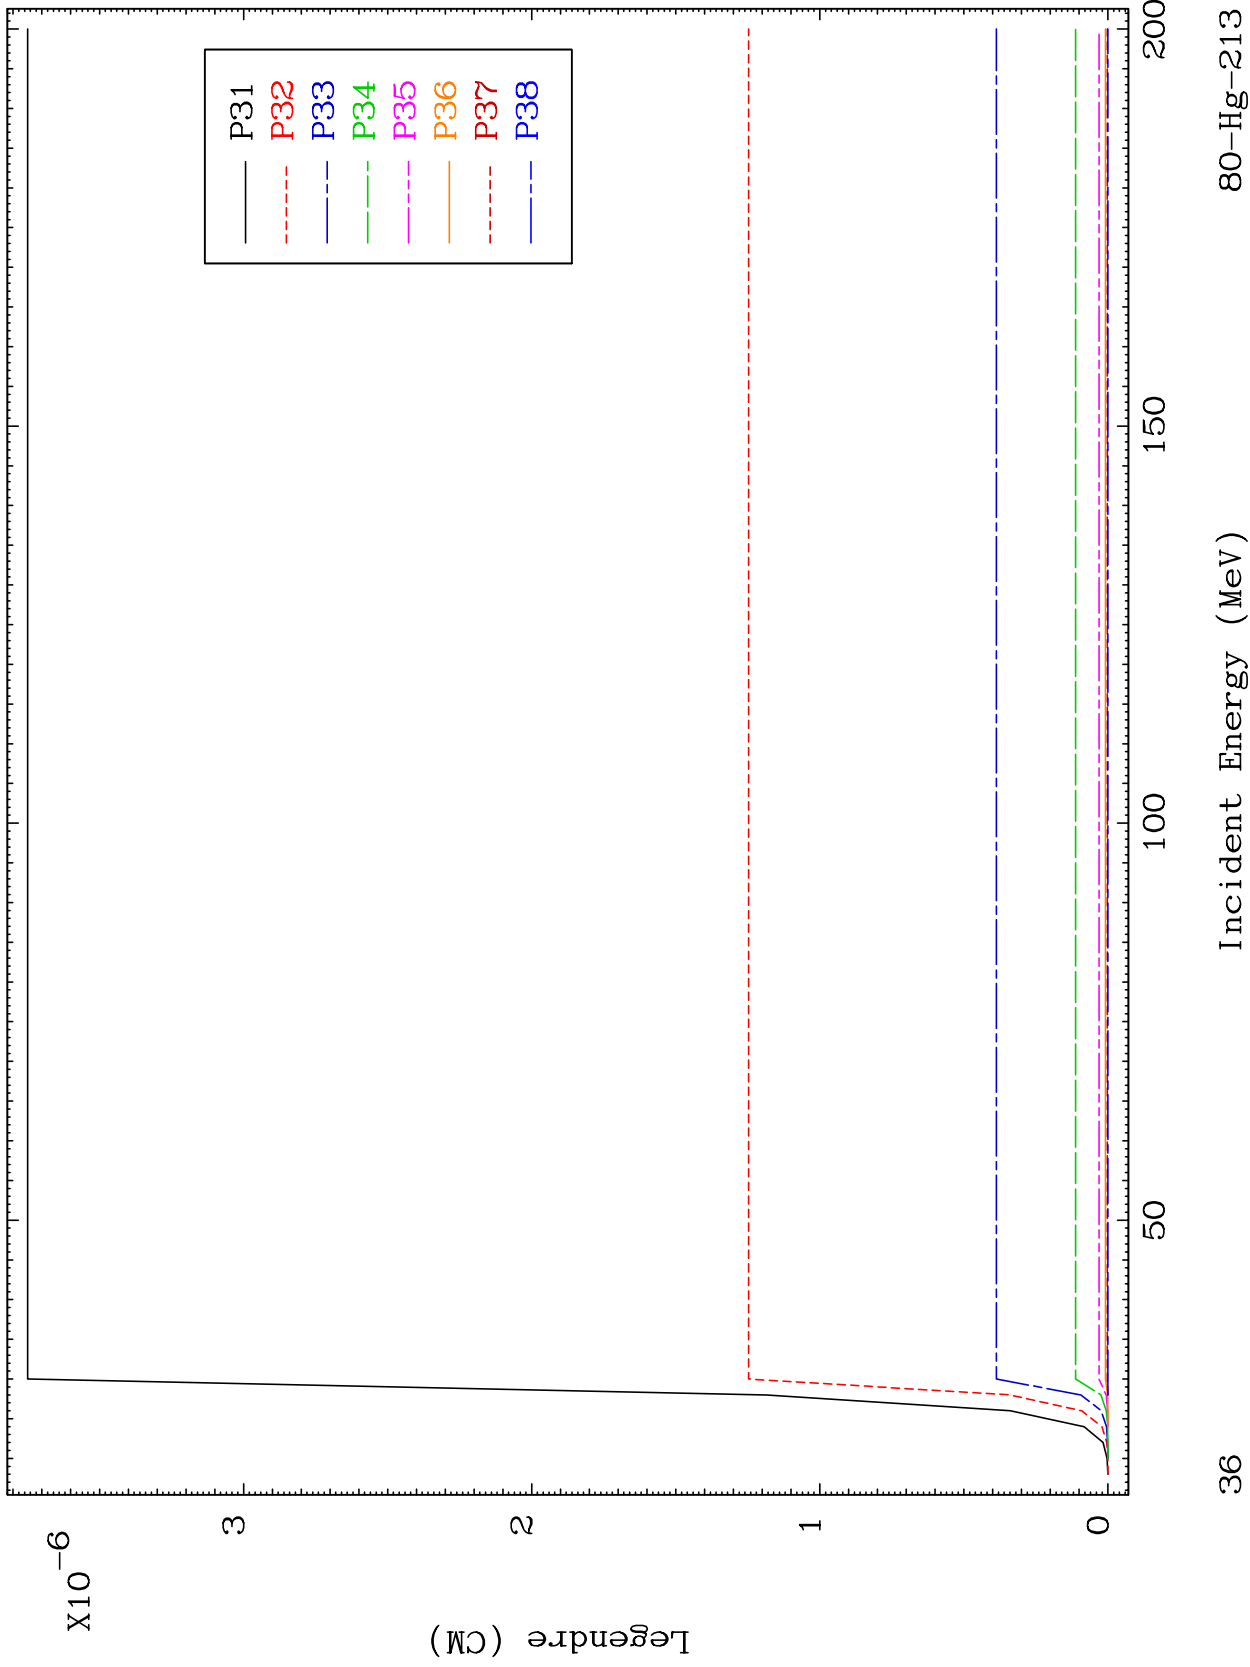 X10⁻⁶
Legendre (CM)
3
2
1
0
P31
P32
P33
P34
P35
P36
P37
P38
50
100
150
200
Incident Energy (MeV)
36
80-Hg-213